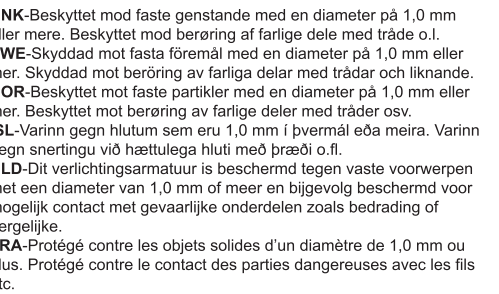 NK-Beskyttet mod faste genstande med en diameter på 1,0 mm
ller mere. Beskyttet mod berøring af farlige dele med tråde o.l.
WE-Skyddad mot fasta föremål med en diameter på 1,0 mm eller
mer. Skyddad mot beröring av farliga delar med trådar och liknande.
OR-Beskyttet mot faste partikler med en diameter på 1,0 mm eller
mer. Beskyttet mot berøring av farlige deler med tråder osv.
SL-Varinn gegn hlutum sem eru 1,0 mm í þvermál eða meira. Varinn
egn snertingu við hættulega hluti með þræði o.fl.
LD-Dit verlichtingsarmatuur is beschermd tegen vaste voorwerpen
met een diameter van 1,0 mm of meer en bijgevolg beschermd voor
mogelijk contact met gevaarlijke onderdelen zoals bedrading of
ergelijke.
RA-Protégé contre les objets solides d'un diamètre de 1,0 mm ou
lus. Protégé contre le contact des parties dangereuses avec les fils
tc.